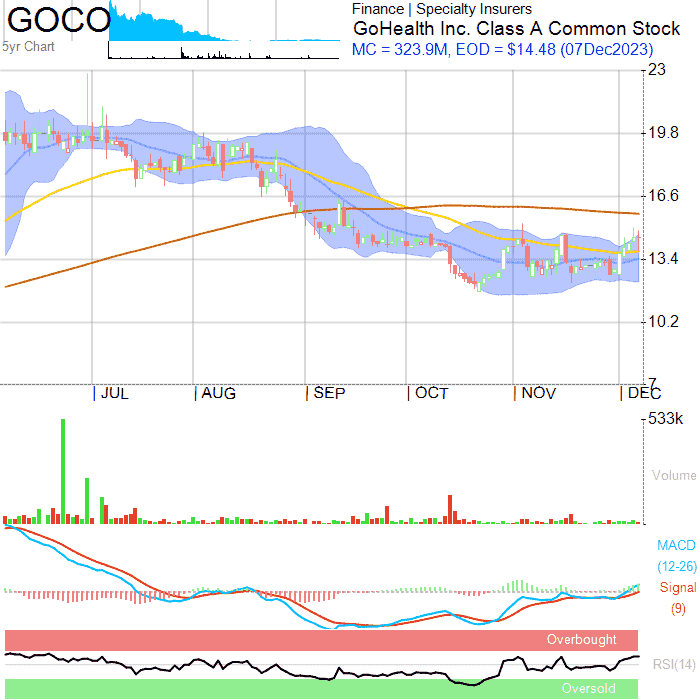 GOCO
5yr Chart
Finance | Specialty Insurers
GoHealth Inc. Class A Common Stock
MC = 323.9M, EOD = $14.48 (07Dec2023)
23
19.8
16.6
13.4
10.2
7
JUL AUG SEP OCT NOV DEC
533k
Volume
MACD
(12-26)
Signal
(9)
Overbought
RSI(14)
Oversold